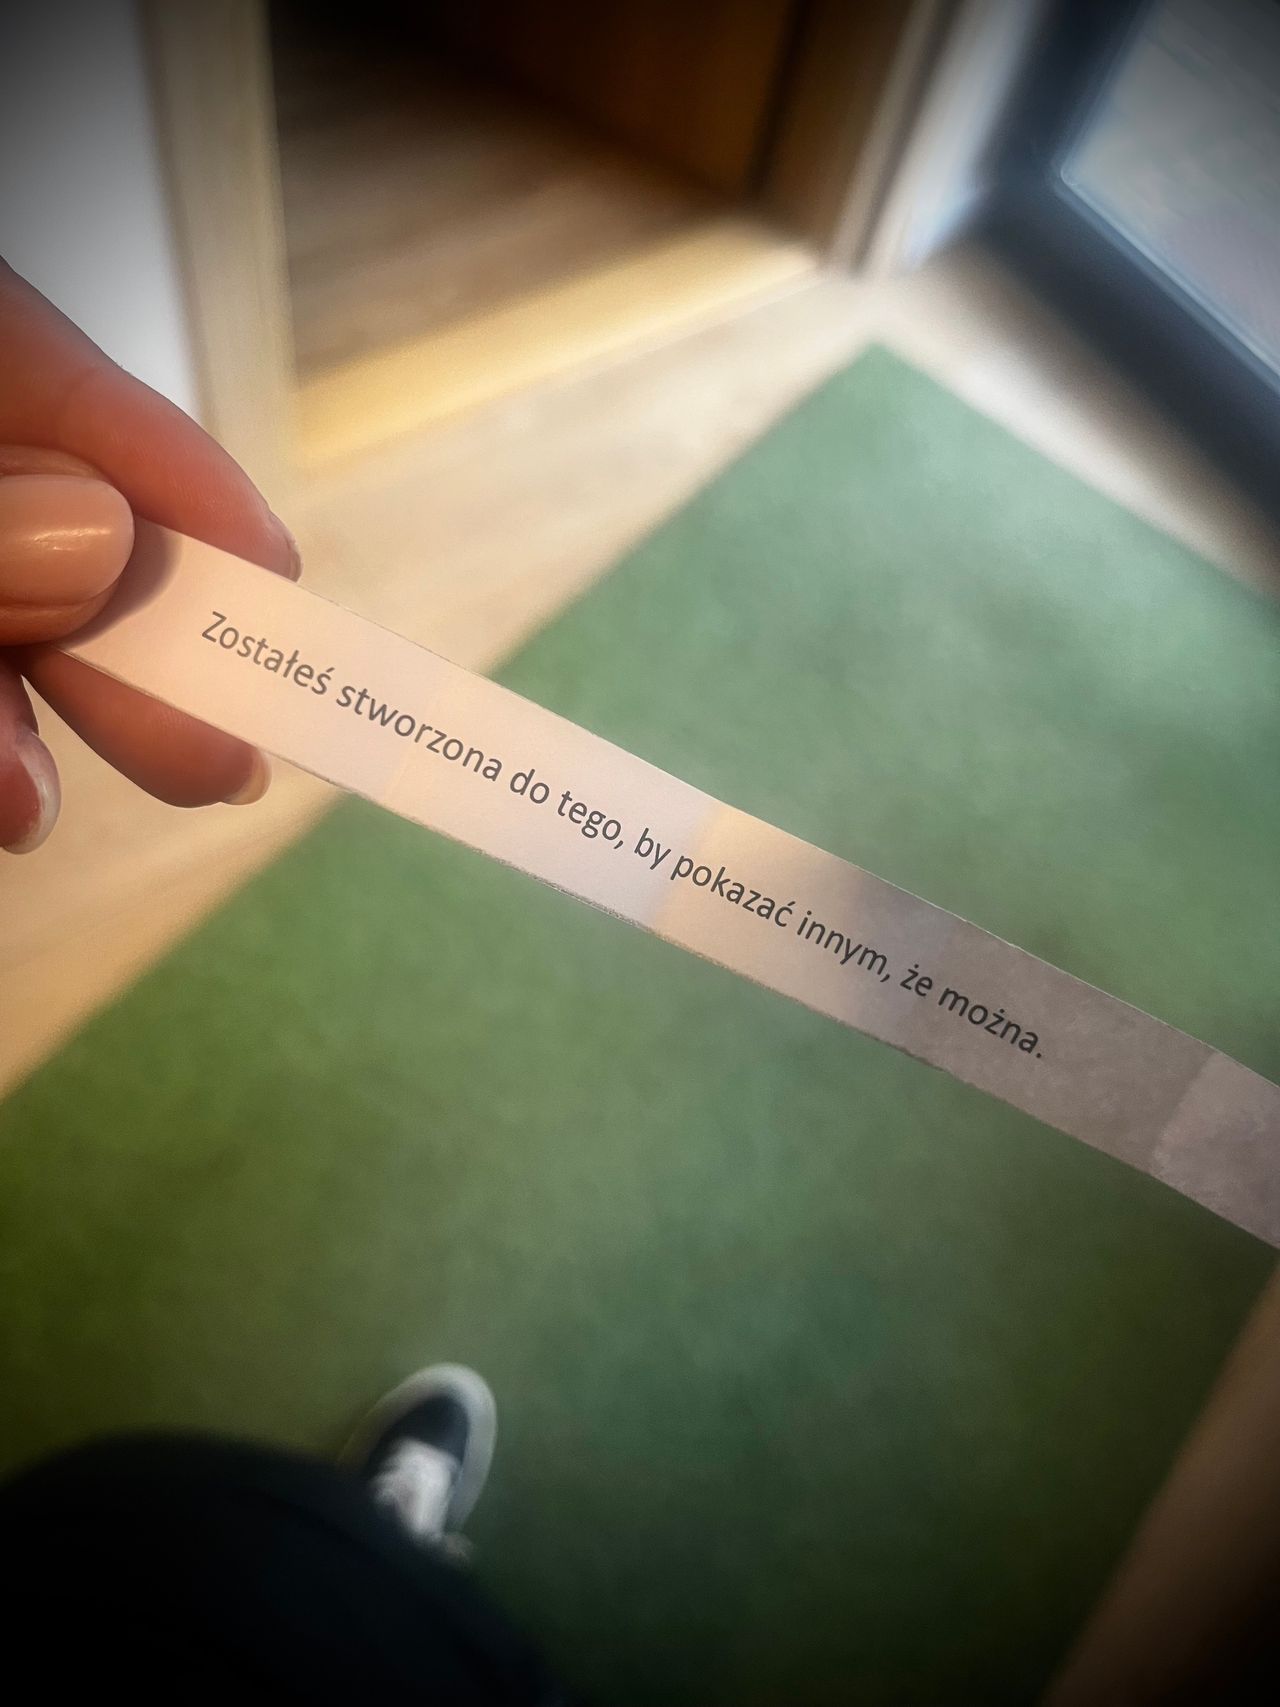 Zostałeś stworzona do tego, by pokazać innym, że można.